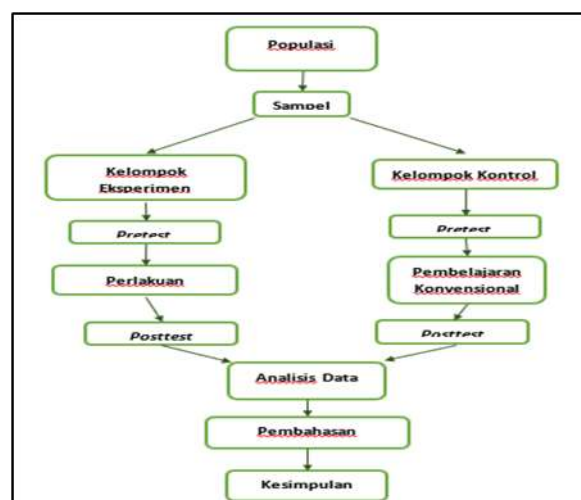 Populasi
Sampel
Kelompok
Eksperimen
Kelompok Kontrol
Pretest
Pretest
Perlakuan
Pembelajaran
Konvensional
Posttest
Posttest
Analisis Data
Pembahasan
Kesimpulan